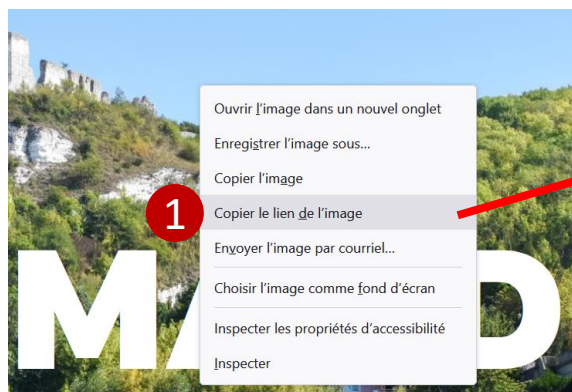 Ouvrir l'image dans un nouvel onglet
Enregistrer l'image sous...
Copier l'image
1
Copier le lien de l'image
Envoyer l'image par courriel...
Choisir l'image comme fond d'écran
Inspecter les propriétés d'accessibilité
Inspecter